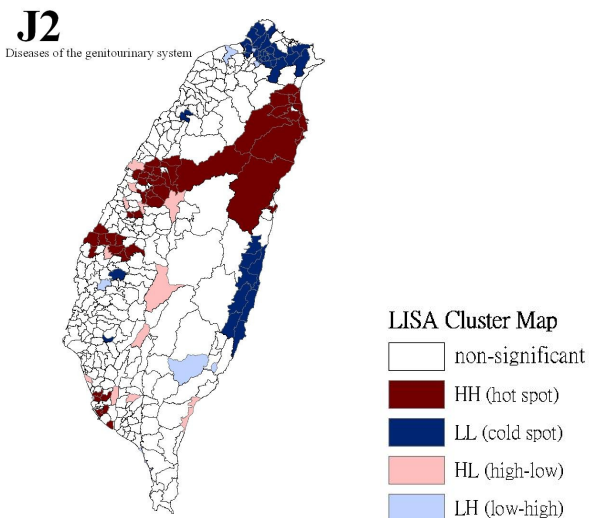 J2
Diseases of the genitourinary system
LISA Cluster Map
non-significant
HH (hot spot)
LL (cold spot)
HL (high-low)
LH (low-high)